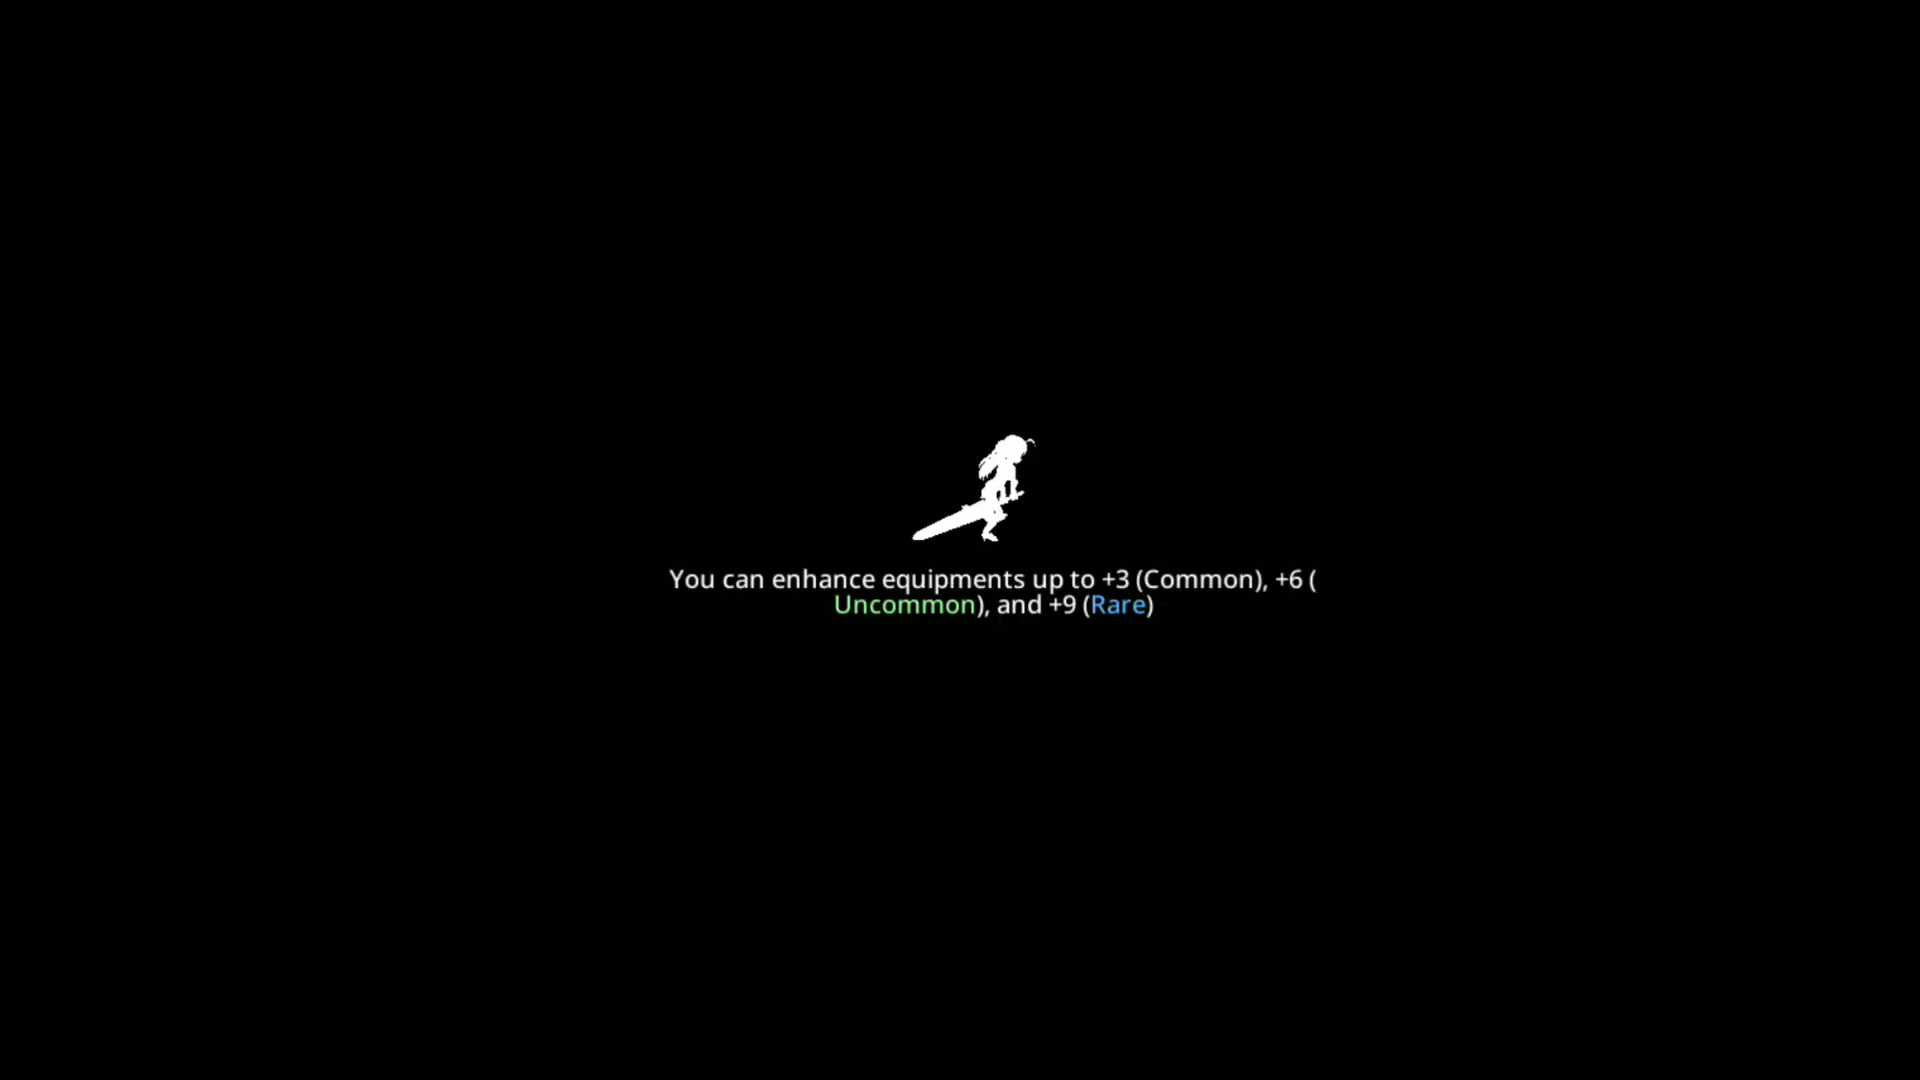 You can enhance equipments up to +3 (Common), +6 (
Uncommon), and +9 (Rare)